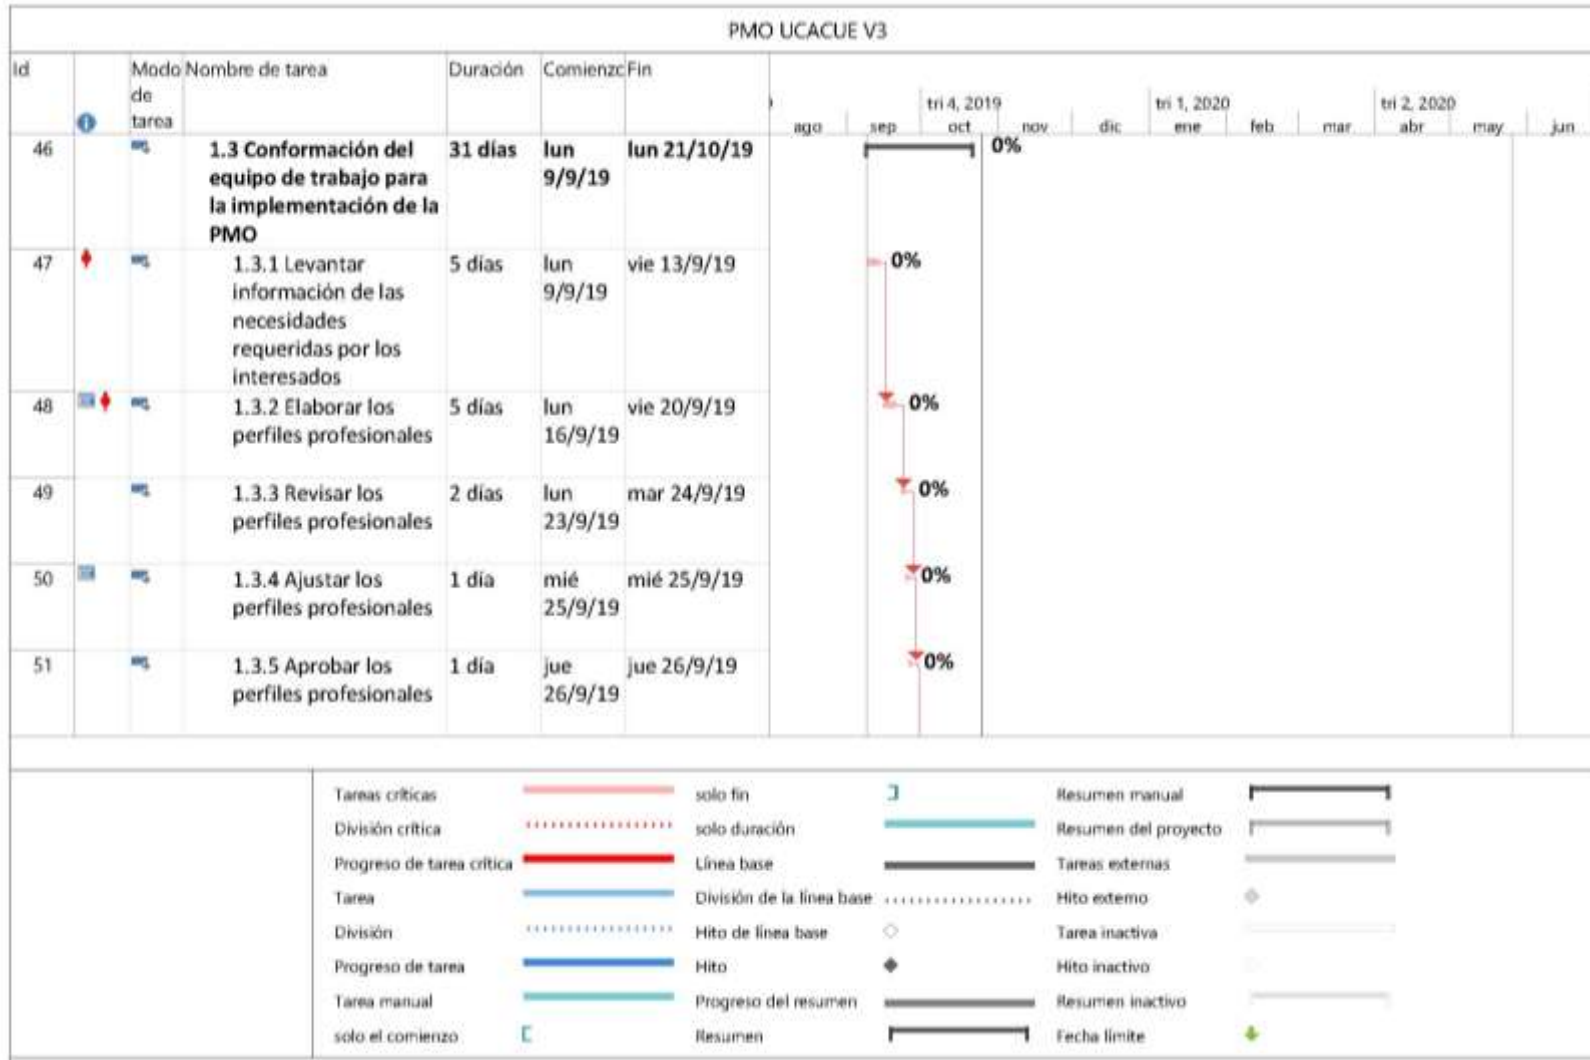 PMO UCACUE V3
Id
Modo de tarea
Nombre de tarea
Duración
Comienzo
Fin
tri 4, 2019
tri 1, 2020
tri 2, 2020
ago sep oct nov dic ene feb mar abr may jun
46
1.3 Conformación del
equipo de trabajo para
la implementación de la
PMO
31 días
lun
9/9/19
lun 21/10/19
0%
47
1.3.1 Levantar
información de las
necesidades
requeridas por los
interesados
5 días
lun
9/9/19
vie 13/9/19
0%
48
1.3.2 Elaborar los
perfiles profesionales
5 días
lun
16/9/19
vie 20/9/19
0%
49
1.3.3 Revisar los
perfiles profesionales
2 días
lun
23/9/19
mar 24/9/19
0%
50
1.3.4 Ajustar los
perfiles profesionales
1 día
mié
25/9/19
mié 25/9/19
0%
51
1.3.5 Aprobar los
perfiles profesionales
1 día
jue
26/9/19
jue 26/9/19
0%
Tareas críticas
División crítica
Progreso de tarea crítica
Tarea
División
Progreso de tarea
Tarea manual
solo el comienzo
solo fin
solo duración
Línea base
División de la línea base
Hito de línea base
Hito
Progreso del resumen
Resumen
Resumen manual
Resumen del proyecto
Tareas externas
Hito externo
Tarea inactiva
Hito inactivo
Resumen inactivo
Fecha límite